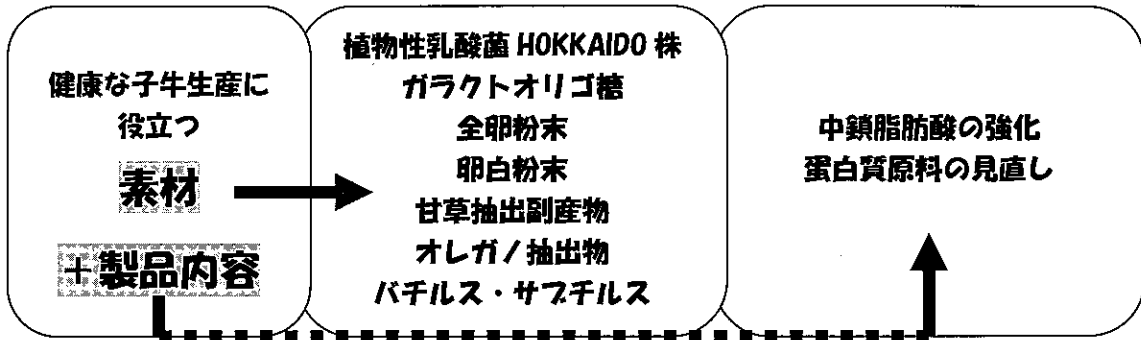 健康な子牛生産に
役立つ
素材
＋製品内容
植物性乳酸菌 HOKKAIDO 株
ガラクトオリゴ糖
全卵粉末
卵白粉末
甘草抽出副産物
オレガノ抽出物
バチルス・サブチルス
中鎖脂肪酸の強化
蛋白質原料の見直し